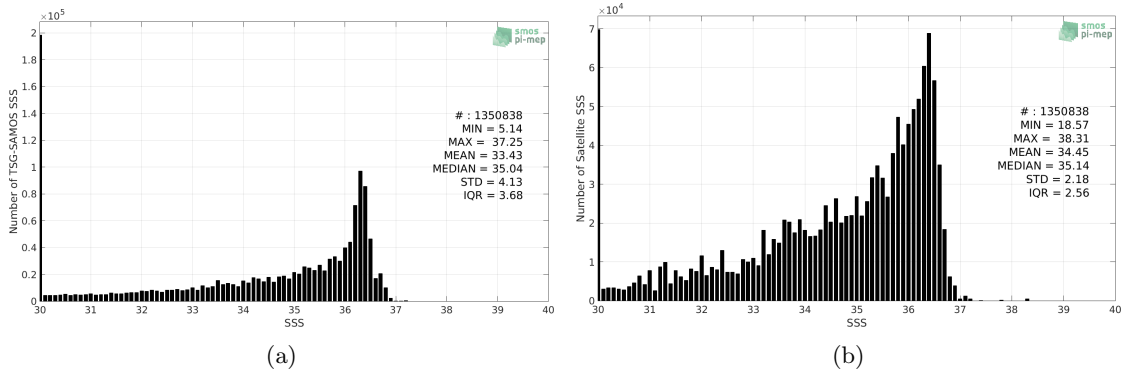 ×10⁵
2
1.8
1.6
1.4
1.2
1
0.8
0.6
0.4
0.2
0
Number of TSG-SAMOS SSS
smos
pi-mep
# : 1350838
MIN = 5.14
MAX = 37.25
MEAN = 33.43
MEDIAN = 35.04
STD = 4.13
IQR = 3.68
30 31 32 33 34 35 36 37 38 39 40
SSS
(a)
×10⁴
7
6
5
4
3
2
1
0
Number of Satellite SSS
smos
pi-mep
# : 1350838
MIN = 18.57
MAX = 38.31
MEAN = 34.45
MEDIAN = 35.14
STD = 2.18
IQR = 2.56
30 31 32 33 34 35 36 37 38 39 40
SSS
(b)